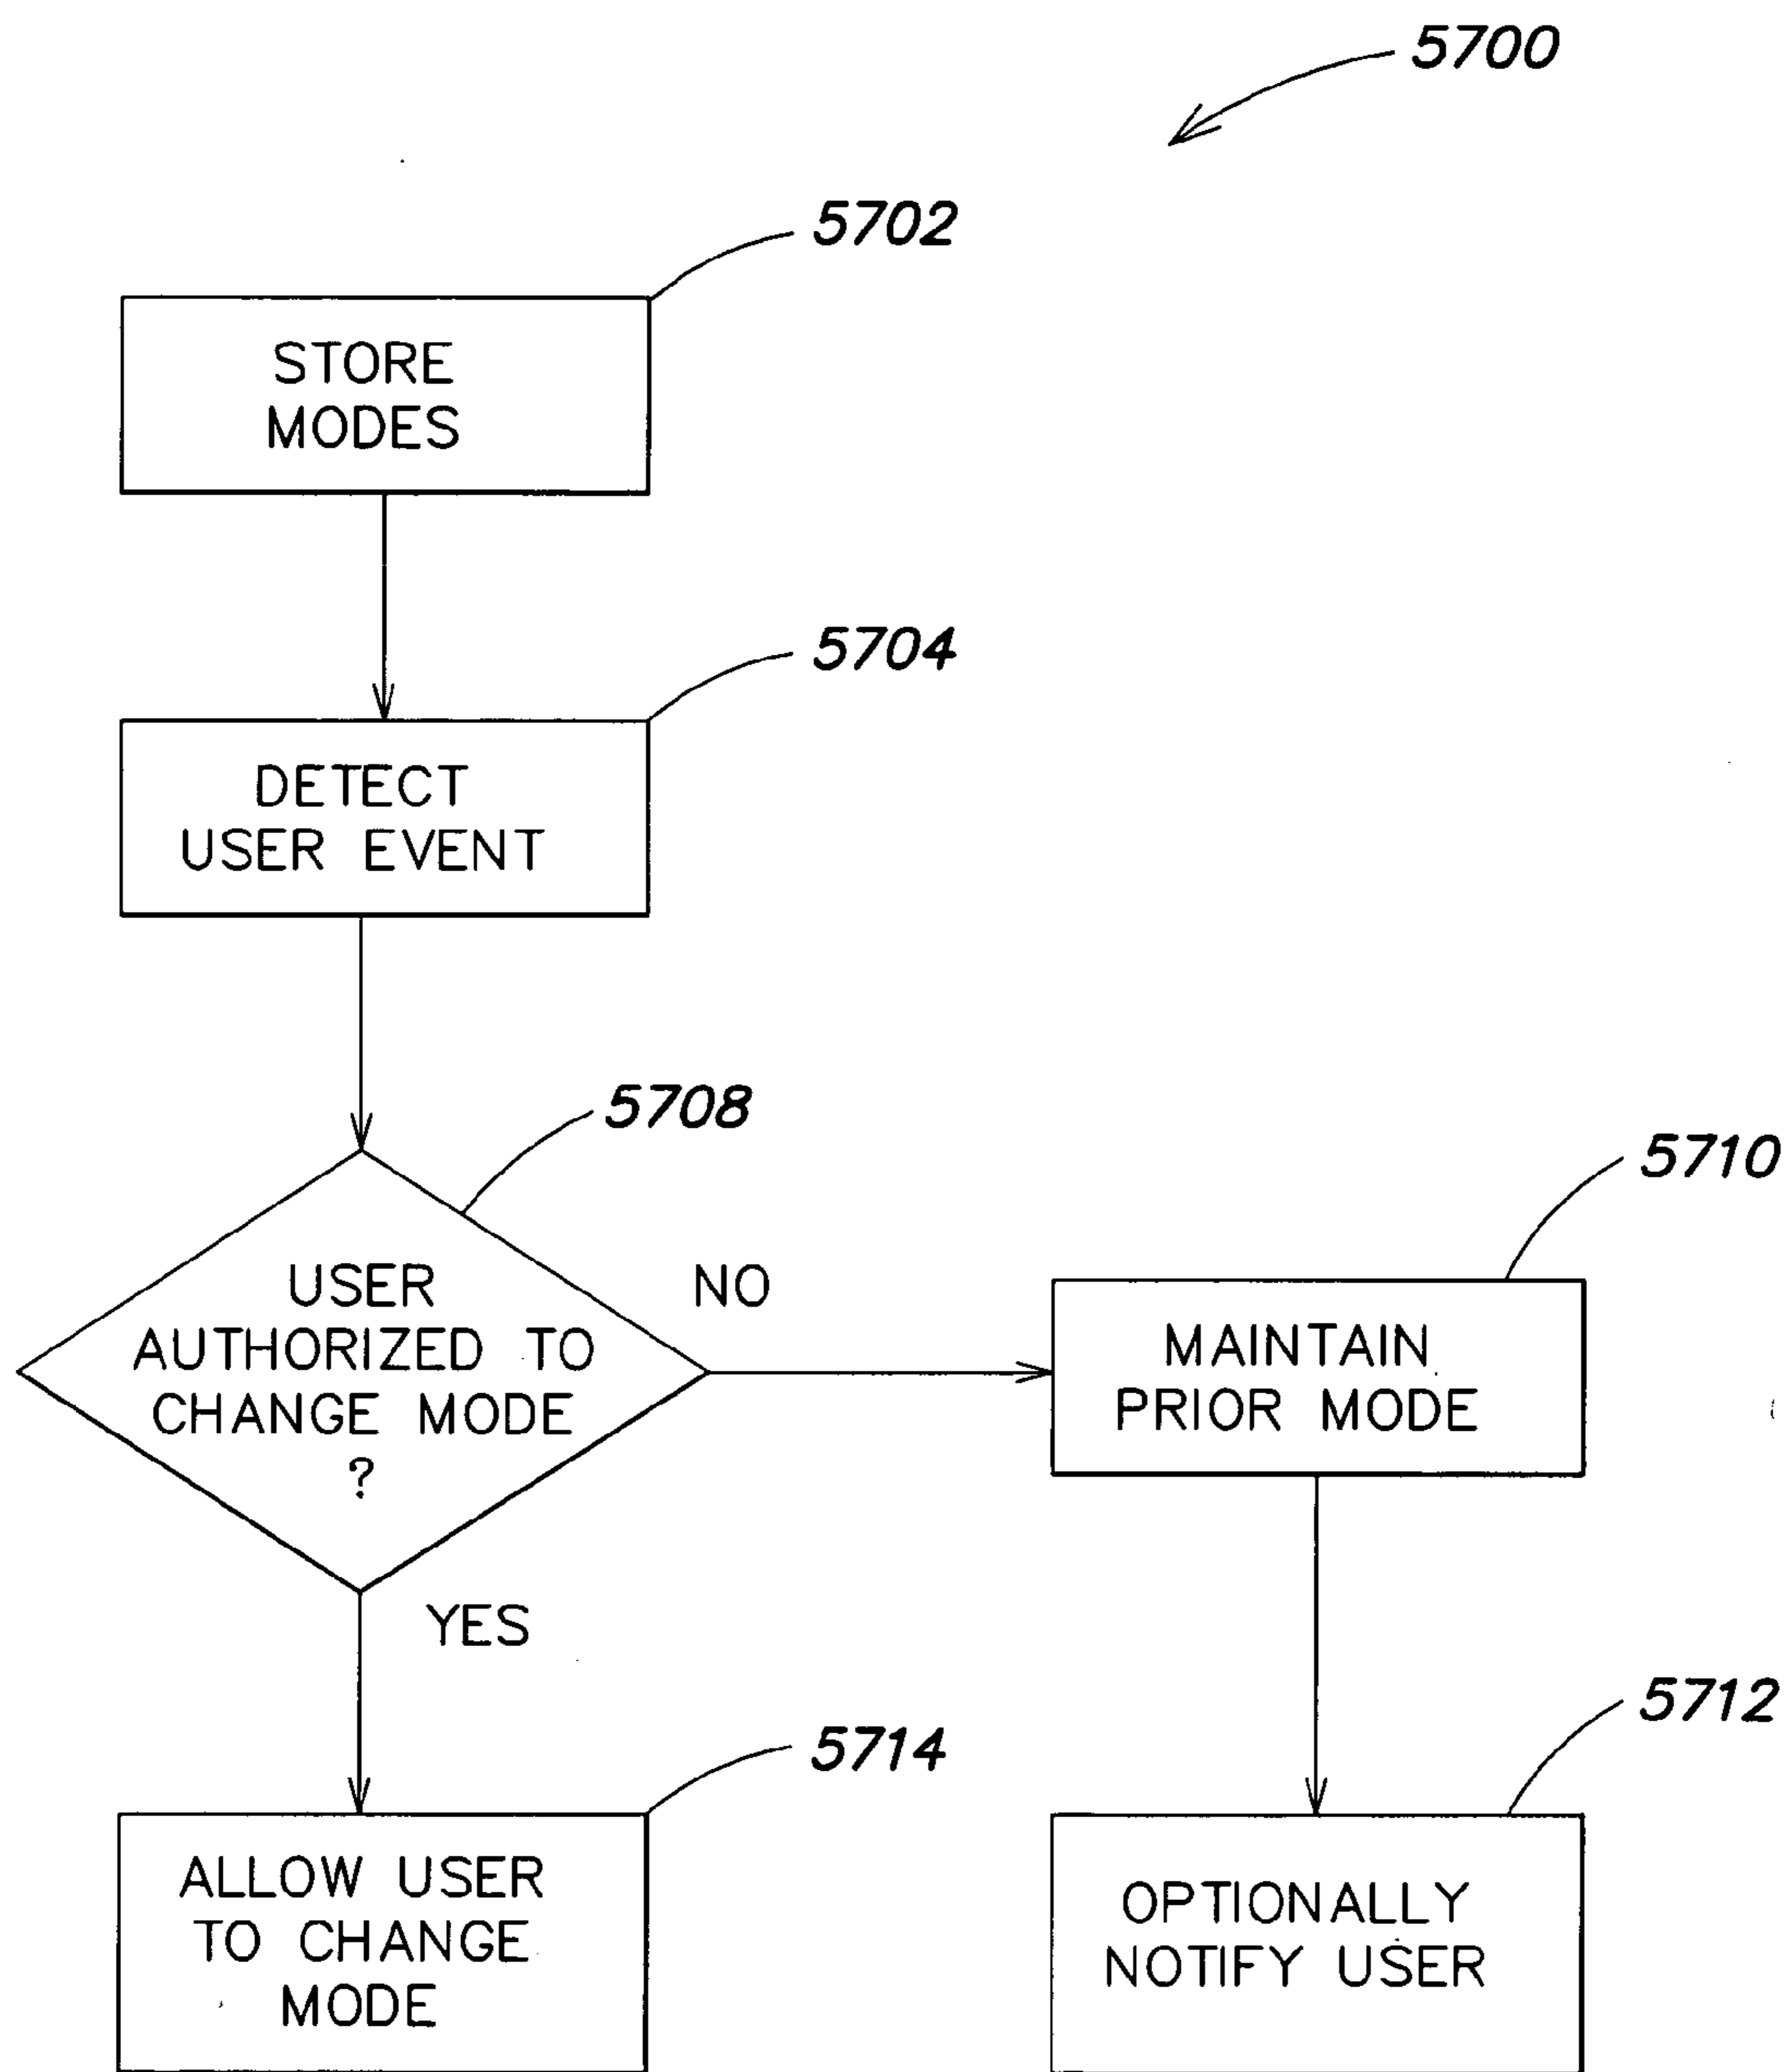 5700
5702
STORE
MODES
5704
DETECT
USER EVENT
5708
USER
AUTHORIZED TO
CHANGE MODE
?
NO
5710
MAINTAIN
PRIOR MODE
YES
5712
OPTIONALLY
NOTIFY USER
5714
ALLOW USER
TO CHANGE
MODE